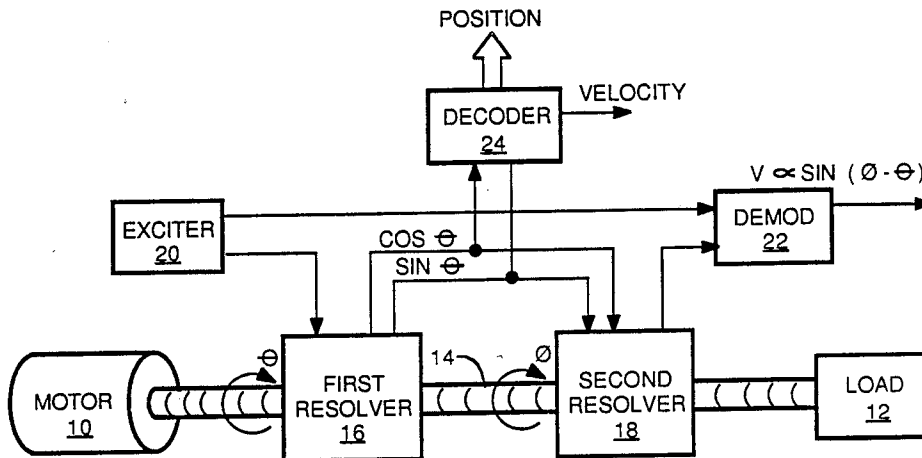 POSITION
DECODER
24
VELOCITY
V ∝ SIN (Ø - Θ)
EXCITER
20
DEMOD
22
COS Θ
SIN Θ
Θ
14
Ø
MOTOR
10
FIRST
RESOLVER
16
SECOND
RESOLVER
18
LOAD
12